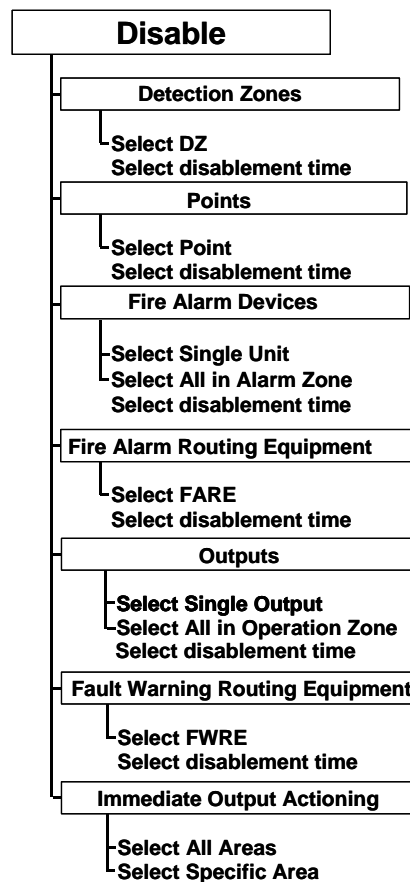 Disable
Detection Zones
Select DZ
Select disablement time
Points
Select Point
Select disablement time
Fire Alarm Devices
Select Single Unit
Select All in Alarm Zone
Select disablement time
Fire Alarm Routing Equipment
Select FARE
Select disablement time
Outputs
Select Single Output
Select All in Operation Zone
Select disablement time
Fault Warning Routing Equipment
Select FWRE
Select disablement time
Immediate Output Actioning
Select All Areas
Select Specific Area